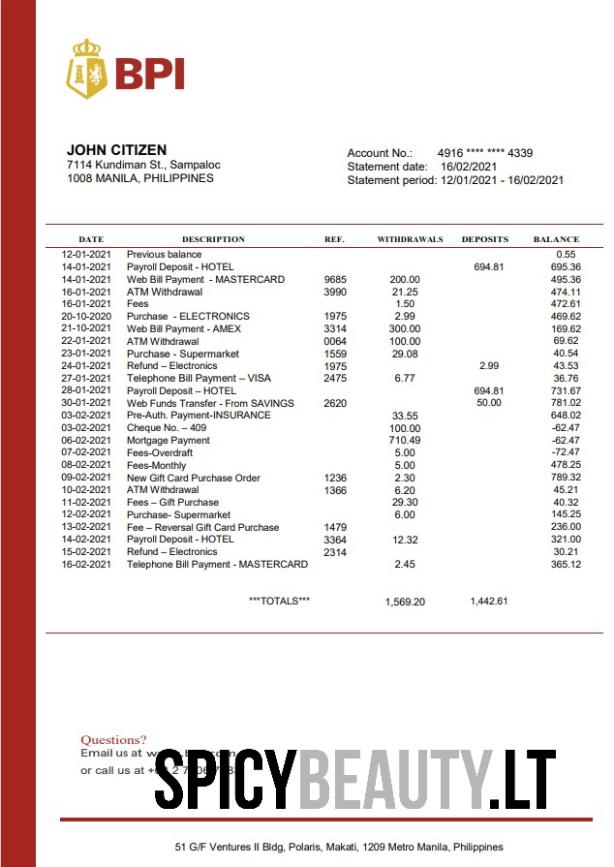 BPI
JOHN CITIZEN
7114 Kundiman St., Sampaloc
1008 MANILA, PHILIPPINES
Account No.: 4916 **** **** 4339
Statement date: 16/02/2021
Statement period: 12/01/2021 - 16/02/2021
DATE DESCRIPTION REF. WITHDRAWALS DEPOSITS BALANCE
12-01-2021 Previous balance 0.55
14-01-2021 Payroll Deposit - HOTEL 694.81 695.36
14-01-2021 Web Bill Payment - MASTERCARD 9685 200.00 495.36
16-01-2021 ATM Withdrawal 3990 21.25 474.11
16-01-2021 Fees 1.50 472.61
20-10-2020 Purchase - ELECTRONICS 1975 2.99 469.62
21-10-2021 Web Bill Payment - AMEX 3314 300.00 169.62
22-01-2021 ATM Withdrawal 0064 100.00 69.62
23-01-2021 Purchase - Supermarket 1559 29.08 40.54
24-01-2021 Refund – Electronics 1975 2.99 43.53
27-01-2021 Telephone Bill Payment – VISA 2475 6.77 36.76
28-01-2021 Payroll Deposit – HOTEL 694.81 731.67
30-01-2021 Web Funds Transfer - From SAVINGS 2620 50.00 781.02
03-02-2021 Pre-Auth. Payment-INSURANCE 33.55 648.02
03-02-2021 Cheque No. – 409 100.00 -62.47
06-02-2021 Mortgage Payment 710.49 -62.47
07-02-2021 Fees-Overdraft 5.00 -72.47
08-02-2021 Fees-Monthly 5.00 478.25
09-02-2021 New Gift Card Purchase Order 1236 2.30 789.32
10-02-2021 ATM Withdrawal 1366 6.20 45.21
11-02-2021 Fees – Gift Purchase 29.30 40.32
12-02-2021 Purchase- Supermarket 6.00 145.25
13-02-2021 Fee – Reversal Gift Card Purchase 1479 236.00
14-02-2021 Payroll Deposit - HOTEL 3364 12.32 321.00
15-02-2021 Refund – Electronics 2314 30.21
16-02-2021 Telephone Bill Payment - MASTERCARD 2.45 365.12
***TOTALS*** 1,569.20 1,442.61
Questions?
Email us at
or call us at
SPICYBEAUTY.LT
51 G/F Ventures II Bldg, Polaris, Makati, 1209 Metro Manila, Philippines